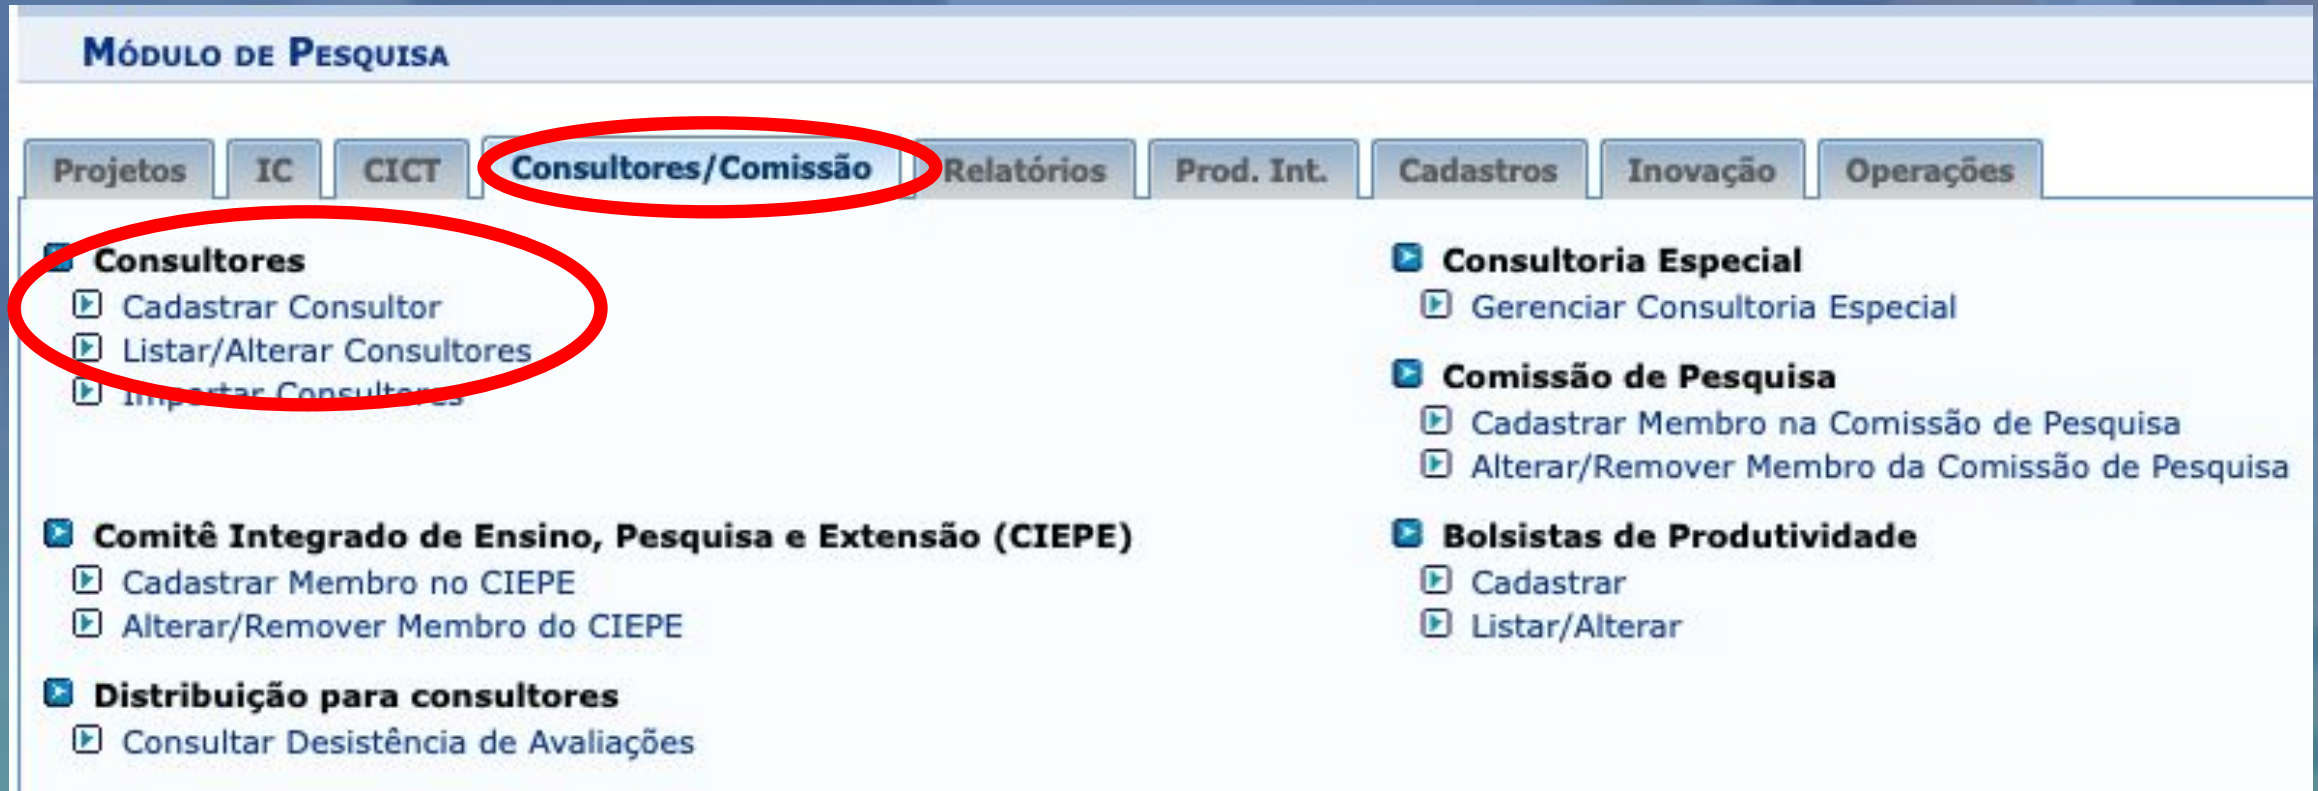 MÓDULO DE PESQUISA
Projetos IC CICT Consultores/Comissão Relatórios Prod. Int. Cadastros Inovação Operações
Consultores
Cadastrar Consultor
Listar/Alterar Consultores
Importar Consultores
Consultoria Especial
Gerenciar Consultoria Especial
Comissão de Pesquisa
Cadastrar Membro na Comissão de Pesquisa
Alterar/Remover Membro da Comissão de Pesquisa
Comitê Integrado de Ensino, Pesquisa e Extensão (CIEPE)
Cadastrar Membro no CIEPE
Alterar/Remover Membro do CIEPE
Bolsistas de Produtividade
Cadastrar
Listar/Alterar
Distribuição para consultores
Consultar Desistência de Avaliações